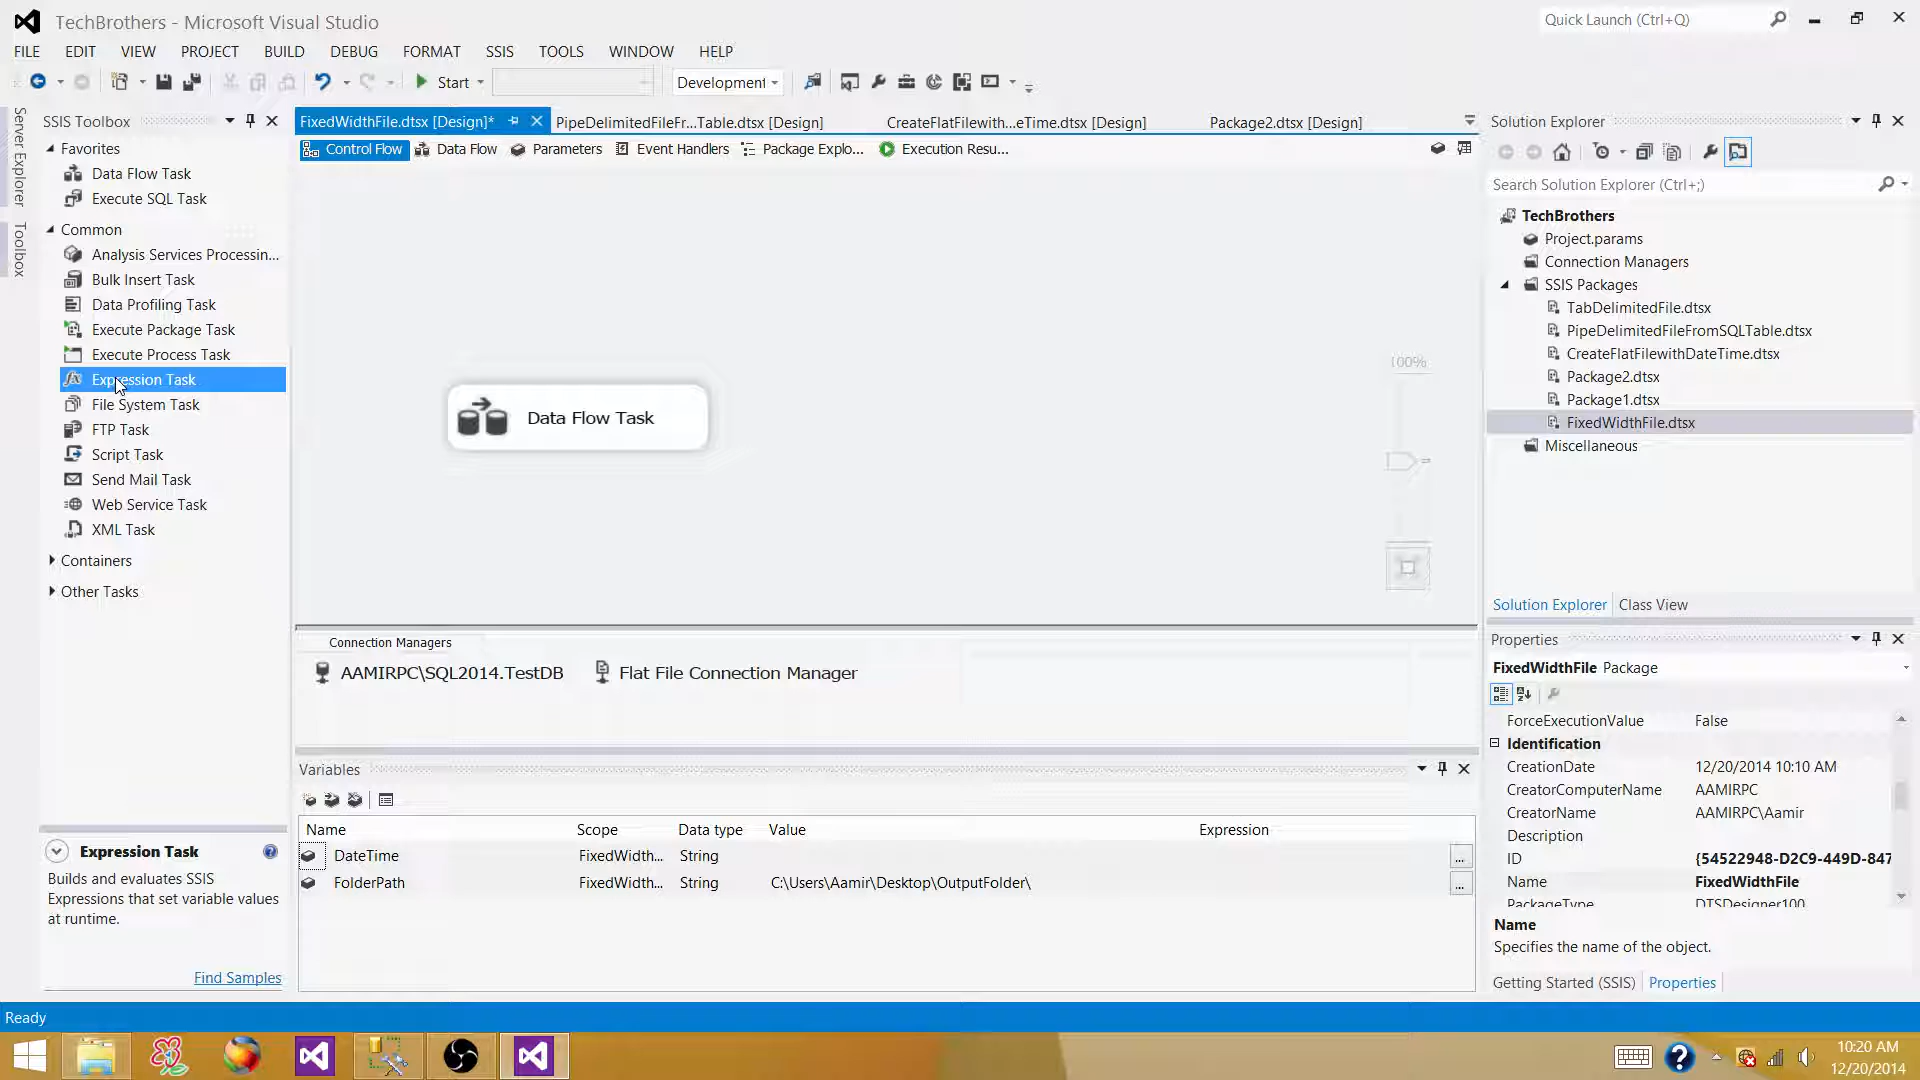 TechBrothers - Microsoft Visual Studio
Quick Launch (Ctrl+Q)
FILE EDIT VIEW PROJECT BUILD DEBUG FORMAT SSIS TOOLS WINDOW HELP
Start
Development
Server Explorer
Toolbox
SSIS Toolbox
Favorites
Data Flow Task
Execute SQL Task
Common
Analysis Services Processin...
Bulk Insert Task
Data Profiling Task
Execute Package Task
Execute Process Task
Expression Task
File System Task
FTP Task
Script Task
Send Mail Task
Web Service Task
XML Task
Containers
Other Tasks
Expression Task
Builds and evaluates SSIS
Expressions that set variable values
at runtime.
Find Samples
FixedWidthFile.dtsx [Design]* PipeDelimitedFileFr...Table.dtsx [Design] CreateFlatFilewith...eTime.dtsx [Design] Package2.dtsx [Design]
Control Flow Data Flow Parameters Event Handlers Package Explo... Execution Resu...
Data Flow Task
100%
Connection Managers
AAMIRPC\SQL2014.TestDB Flat File Connection Manager
Variables
Name Scope Data type Value Expression
DateTime FixedWidth... String ...
FolderPath FixedWidth... String C:\Users\Aamir\Desktop\OutputFolder\ ...
Solution Explorer
Search Solution Explorer (Ctrl+;)
TechBrothers
Project.params
Connection Managers
SSIS Packages
TabDelimitedFile.dtsx
PipeDelimitedFileFromSQLTable.dtsx
CreateFlatFilewithDateTime.dtsx
Package2.dtsx
Package1.dtsx
FixedWidthFile.dtsx
Miscellaneous
Solution Explorer Class View
Properties
FixedWidthFile Package
ForceExecutionValue False
Identification
CreationDate 12/20/2014 10:10 AM
CreatorComputerName AAMIRPC
CreatorName AAMIRPC\Aamir
Description
ID {54522948-D2C9-449D-847
Name FixedWidthFile
PackageType DTSDesigner100
Name
Specifies the name of the object.
Getting Started (SSIS) Properties
Ready
10:20 AM
12/20/2014